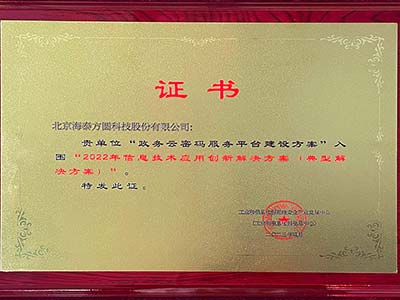 证书
北京海泰方圆科技股份有限公司：
贵单位“政务云密码服务平台建设方案”入
围“2022年信息技术应用创新解决方案（典型解
决方案）”。
特发此证。